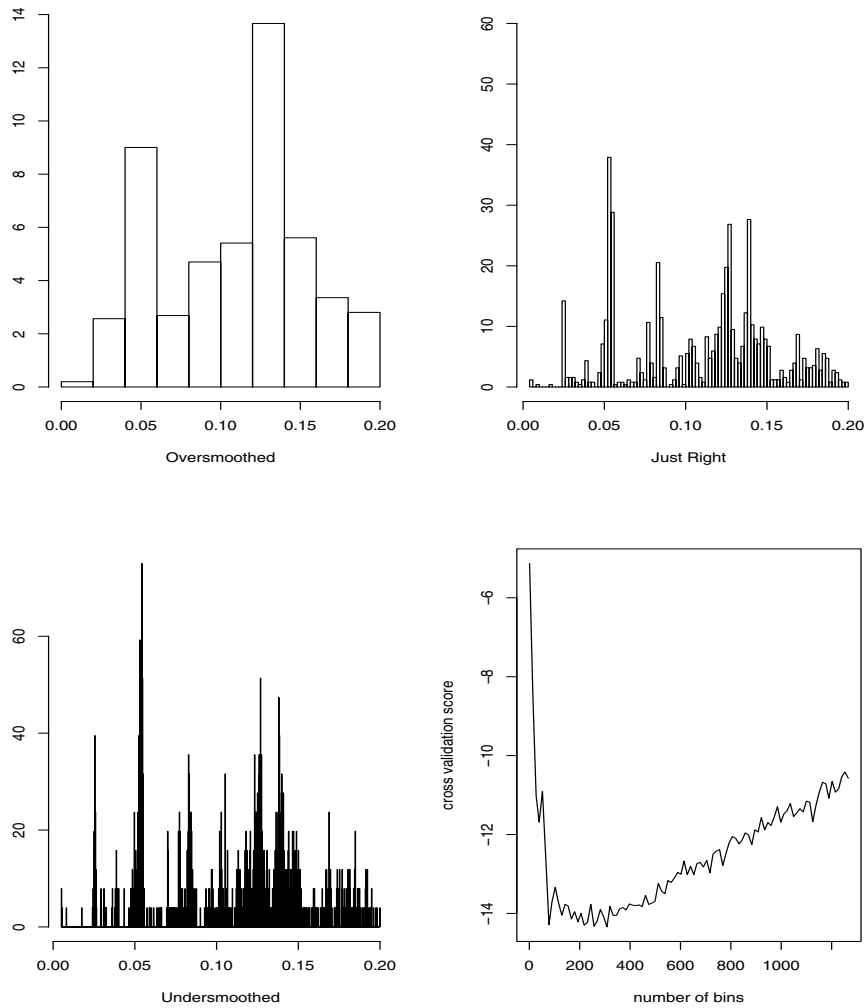 14
12
10
8
6
4
2
0
0.00 0.05 0.10 0.15 0.20
Oversmoothed
60
50
40
30
20
10
0
0.00 0.05 0.10 0.15 0.20
Just Right
60
40
20
0
0.00 0.05 0.10 0.15 0.20
Undersmoothed
cross validation score
−6
−8
−10
−12
−14
0 200 400 600 800 1000
number of bins